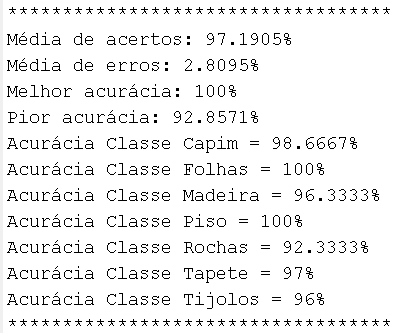 ***********************************
Média de acertos: 97.1905%
Média de erros: 2.8095%
Melhor acurácia: 100%
Pior acurácia: 92.8571%
Acurácia Classe Capim = 98.6667%
Acurácia Classe Folhas = 100%
Acurácia Classe Madeira = 96.3333%
Acurácia Classe Piso = 100%
Acurácia Classe Rochas = 92.3333%
Acurácia Classe Tapete = 97%
Acurácia Classe Tijolos = 96%
***********************************